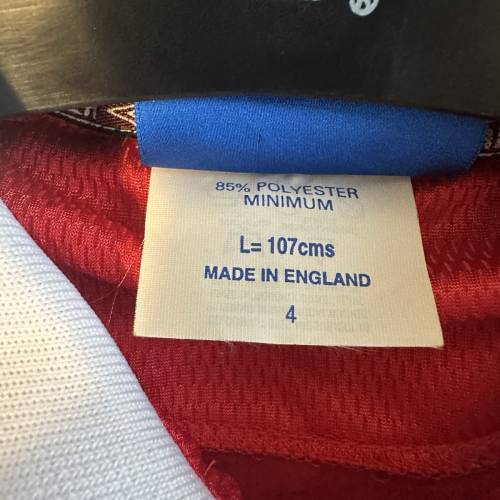 85% POLYESTER
MINIMUM
L= 107cms
MADE IN ENGLAND
4